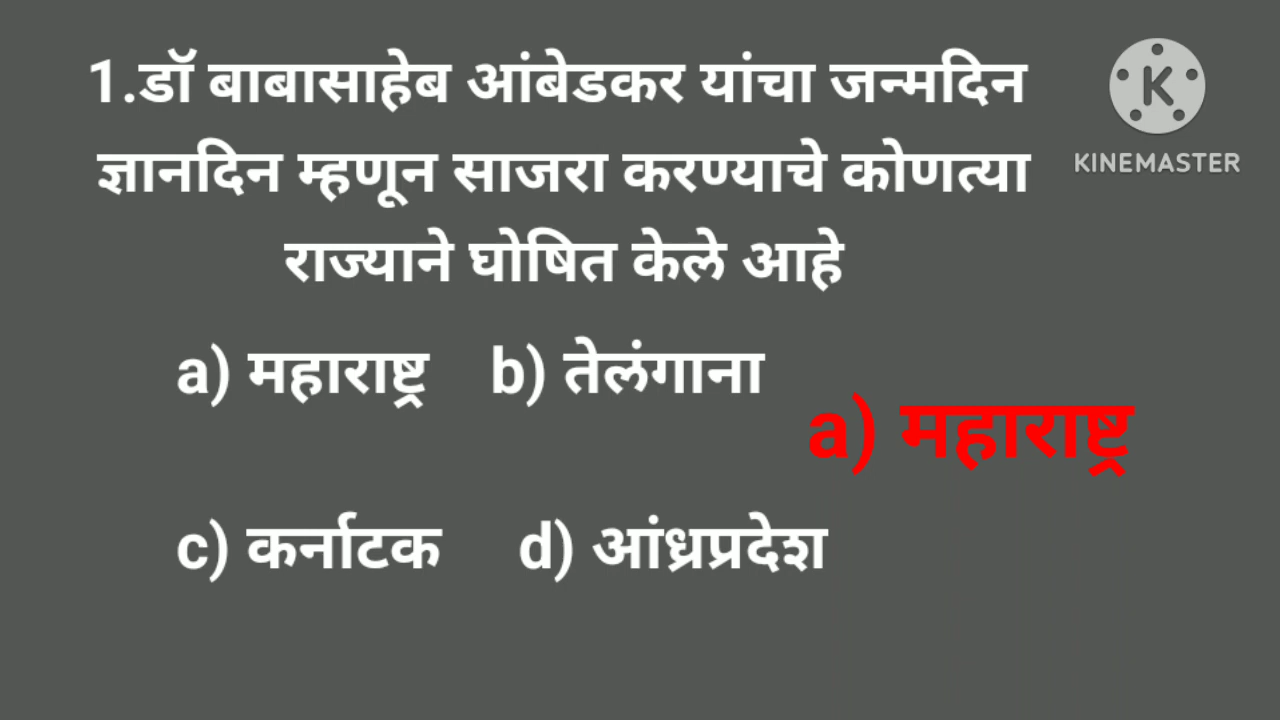 1.डॉ बाबासाहेब आंबेडकर यांचा जन्मदिन
ज्ञानदिन म्हणून साजरा करण्याचे कोणत्या
राज्याने घोषित केले आहे
a) महाराष्ट्र b) तेलंगाना
a) महाराष्ट्र
c) कर्नाटक d) आंध्रप्रदेश
K
KINEMASTER